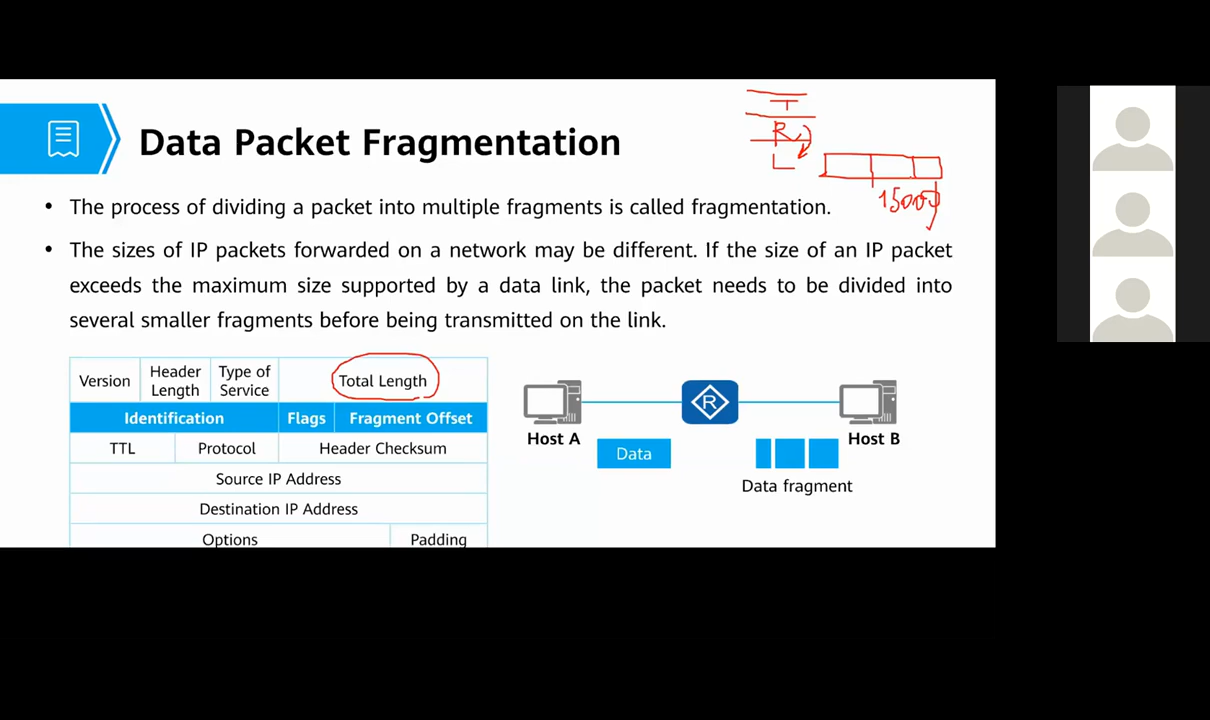 Data Packet Fragmentation
T
R
L
1500
• The process of dividing a packet into multiple fragments is called fragmentation.
• The sizes of IP packets forwarded on a network may be different. If the size of an IP packet
exceeds the maximum size supported by a data link, the packet needs to be divided into
several smaller fragments before being transmitted on the link.
Version Header Length Type of Service Total Length
Identification Flags Fragment Offset
TTL Protocol Header Checksum
Source IP Address
Destination IP Address
Options Padding
R
Host A
Host B
Data
Data fragment